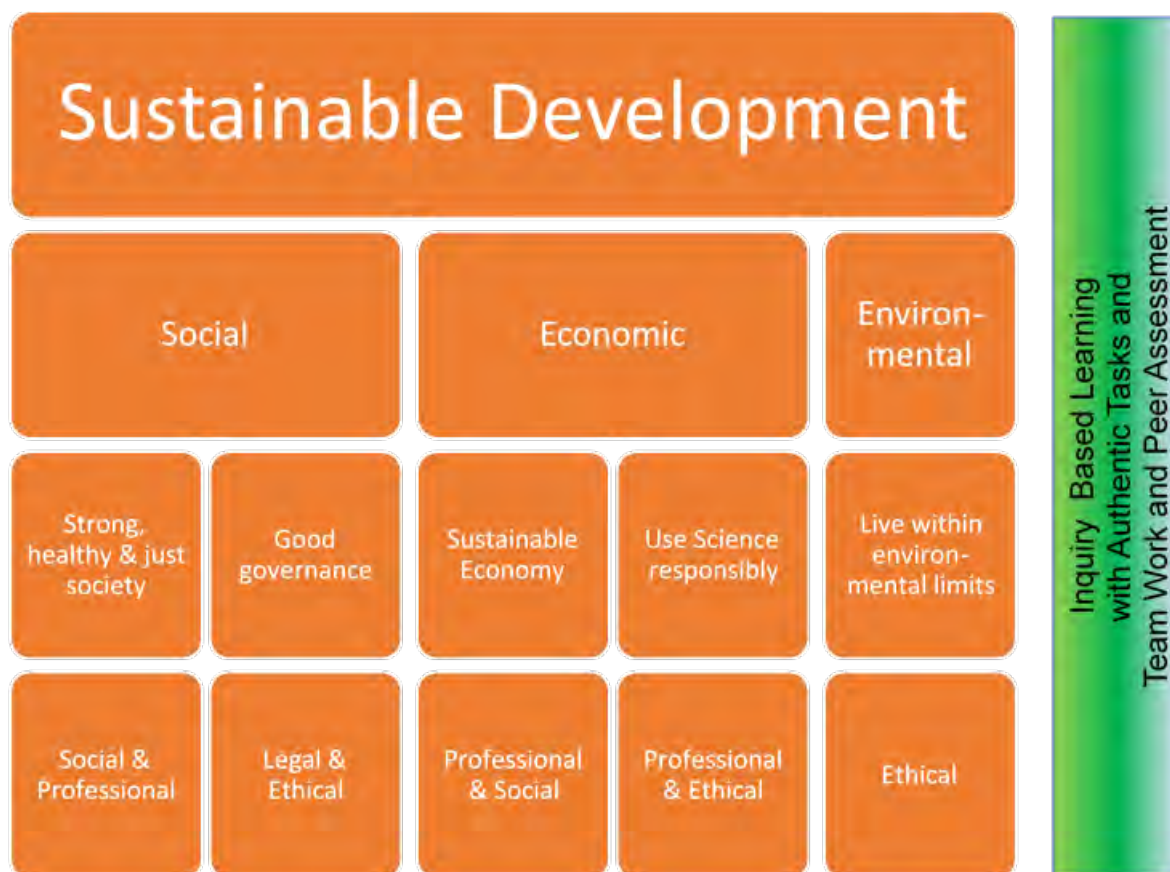 Sustainable Development
Social
Economic
Environ-
mental
Strong,
healthy & just
society
Good
governance
Sustainable
Economy
Use Science
responsibly
Live within
environ-
mental limits
Social &
Professional
Legal &
Ethical
Professional
& Social
Professional
& Ethical
Ethical
Inquiry Based Learning
with Authentic Tasks and
Team Work and Peer Assessment